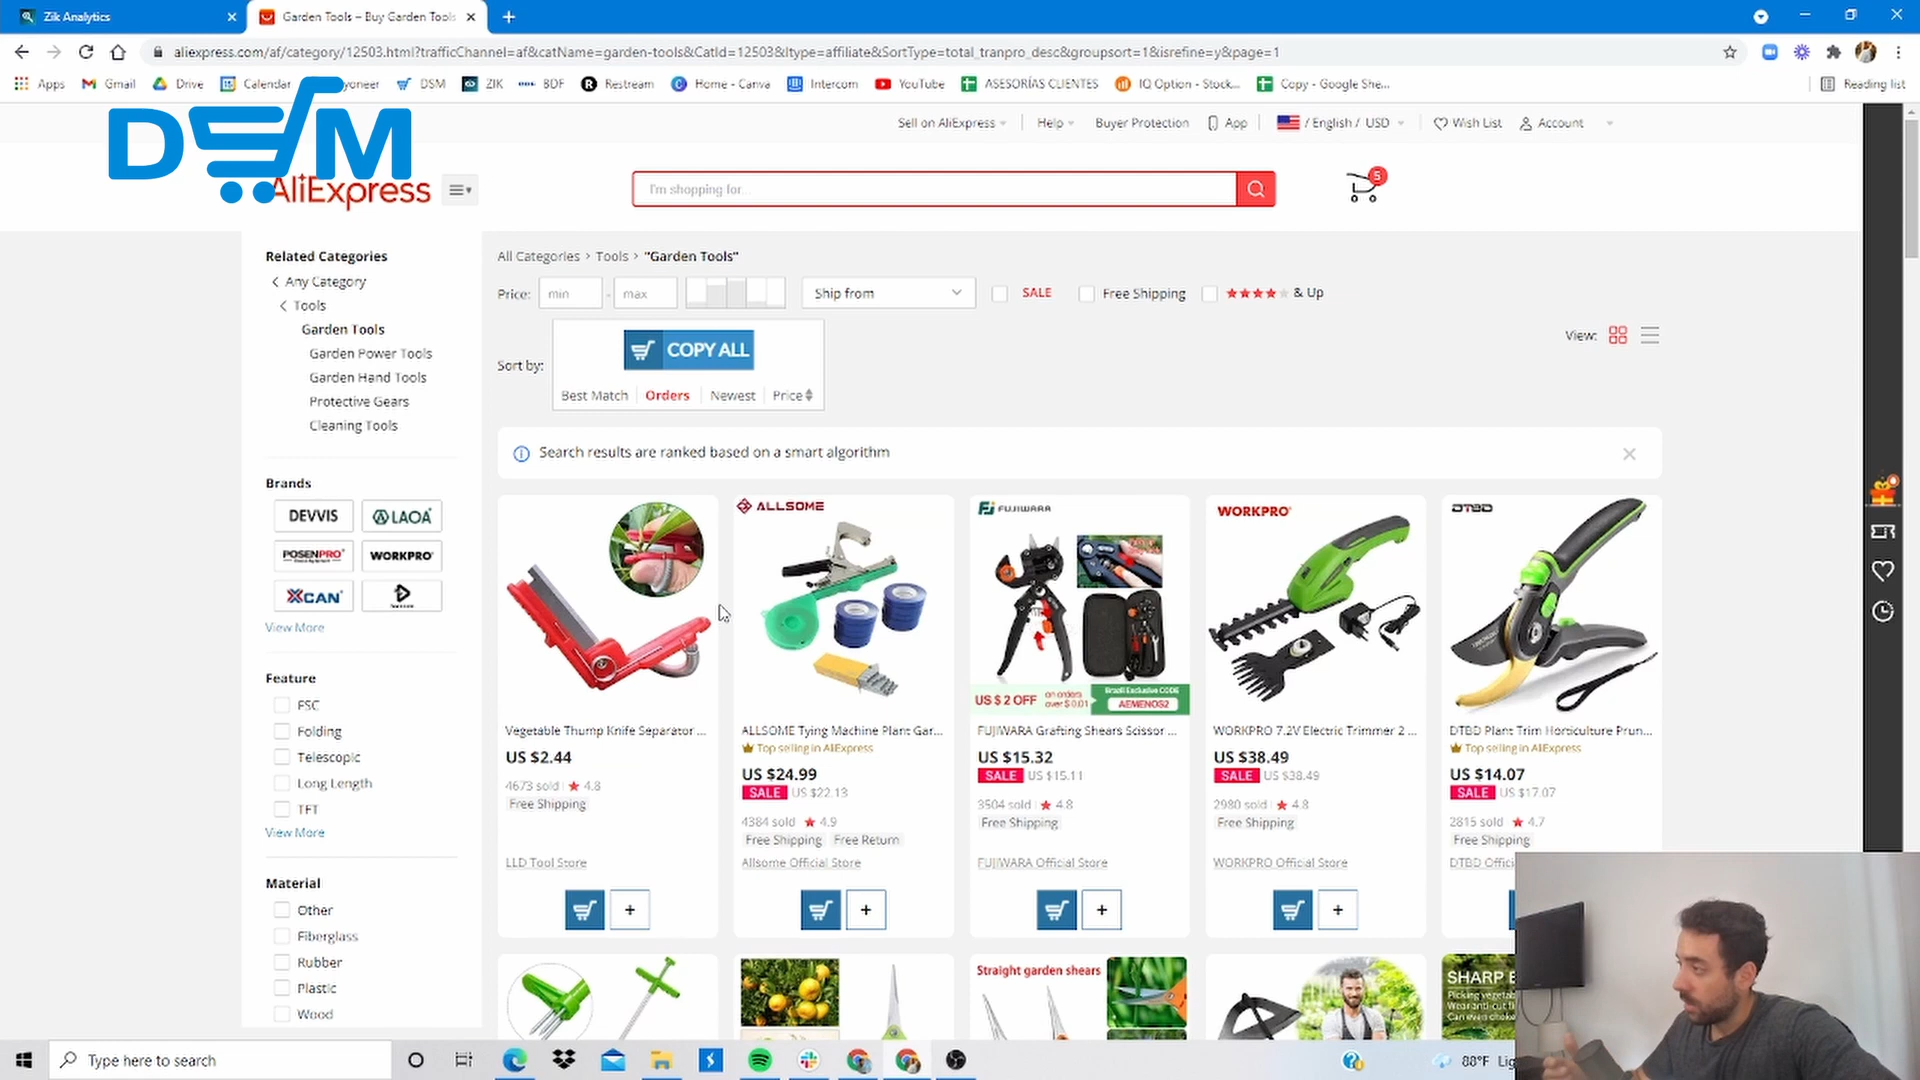 Zik Analytics
Garden Tools – Buy Garden Tools
aliexpress.com/af/category/12503.html?trafficChannel=af&catName=garden-tools&CatId=12503&ltype=affiliate&SortType=total_tranpro_desc&groupsort=1&isrefine=y&page=1
Apps
Gmail
Drive
Calendar
DSM
ZIK
BDF
Restream
Home - Canva
Intercom
YouTube
ASESORÍAS CLIENTES
IQ Option - Stock...
Copy - Google She...
Reading list
DSM
AliExpress
Sell on AliExpress
Help
Buyer Protection
App
/ English / USD
Wish List
Account
I'm shopping for...
5
Related Categories
Any Category
Tools
Garden Tools
Garden Power Tools
Garden Hand Tools
Protective Gears
Cleaning Tools
Brands
DEVVIS
LAOA
POSENPRO
WORKPRO
XCAN
View More
Feature
FSC
Folding
Telescopic
Long Length
TFT
View More
Material
Other
Fiberglass
Rubber
Plastic
Wood
All Categories > Tools > "Garden Tools"
Price: min - max
Ship from
SALE
Free Shipping
& Up
Sort by:
COPY ALL
Best Match
Orders
Newest
Price
View:
Search results are ranked based on a smart algorithm
Vegetable Thump Knife Separator ...
US $2.44
4673 sold
4.8
Free Shipping
LLD Tool Store
+
ALLSOME
ALLSOME Tying Machine Plant Gar...
Top selling in AliExpress
US $24.99
SALE US $22.13
4384 sold
4.9
Free Shipping Free Return
Allsome Official Store
+
FUJIWARA
US $ 2 OFF
on orders
over $ 0.01
Brazil Exclusive CODE
AEMENOS2
FUJIWARA Grafting Shears Scissor ...
US $15.32
SALE US $15.11
3504 sold
4.8
Free Shipping
FUJIWARA Official Store
+
WORKPRO
WORKPRO 7.2V Electric Trimmer 2 ...
US $38.49
SALE US $38.49
2980 sold
4.8
Free Shipping
WORKPRO Official Store
+
DTBD
DTBD Plant Trim Horticulture Prun...
Top selling in AliExpress
US $14.07
SALE US $17.07
2815 sold
4.7
Free Shipping
DTBD Offici
Straight garden shears
SHARP
Type here to search
88°F